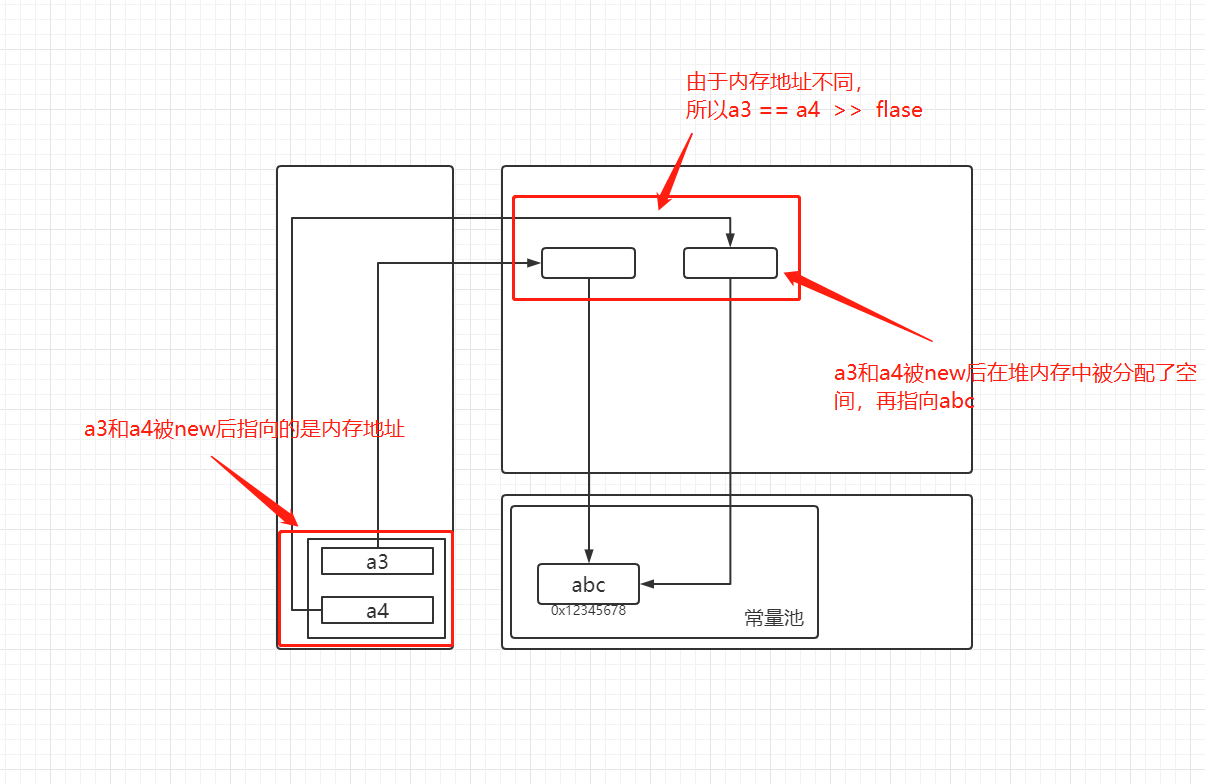 由于内存地址不同，
所以a3 == a4 >> flase
a3和a4被new后在堆内存中被分配了空
间，再指向abc
a3和a4被new后指向的是内存地址
a3
a4
abc
0x12345678
常量池